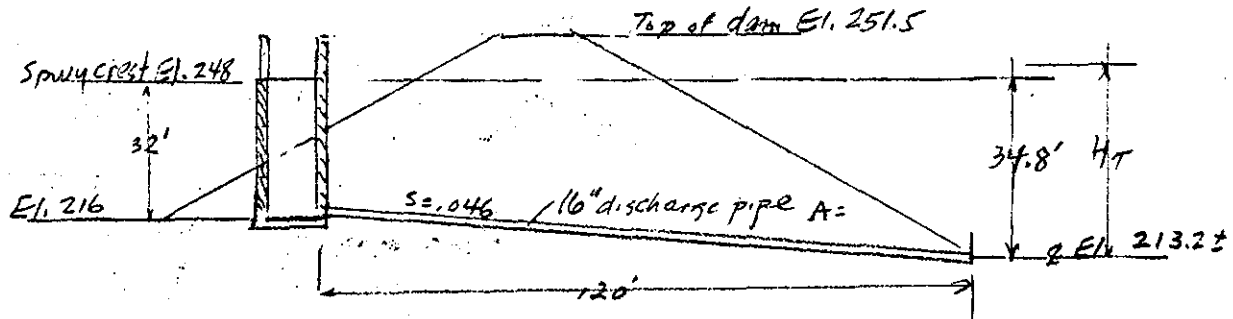 Top of dam El. 251.5
Spwy crest El. 248
32'
34.8'
HT
El. 216
S=.046
16" discharge pipe A=
El. 213.2±
120'